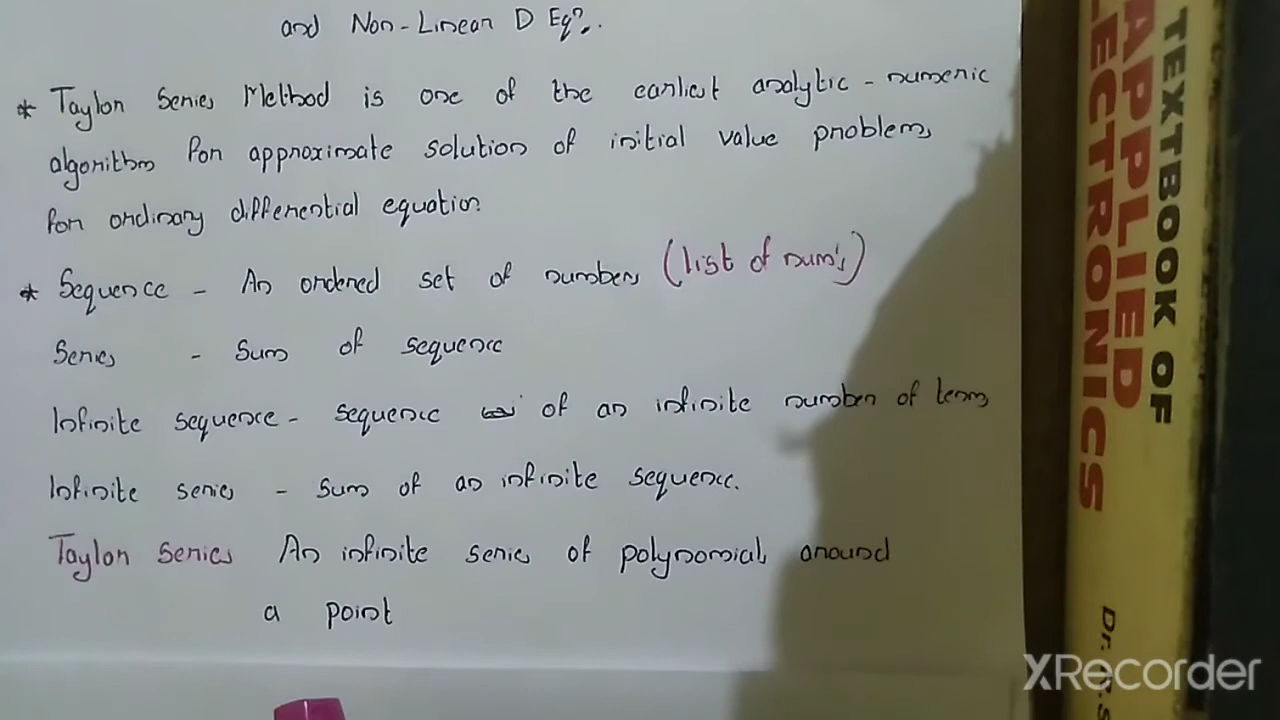 and Non-Linear D Eqn.
* Taylor Series Method is one of the earliest analytic-numeric
algorithm for approximate solution of initial value problems
for ordinary differential equation
* Sequence - An ordered set of numbers (list of num's)
Series - Sum of sequence
Infinite sequence - sequence of an infinite number of terms
Infinite series - Sum of an infinite sequence.
Taylor Series An infinite series of polynomials around
a point
TEXTBOOK OF
APPLIED
ELECTRONICS
Dr.
XRecorder